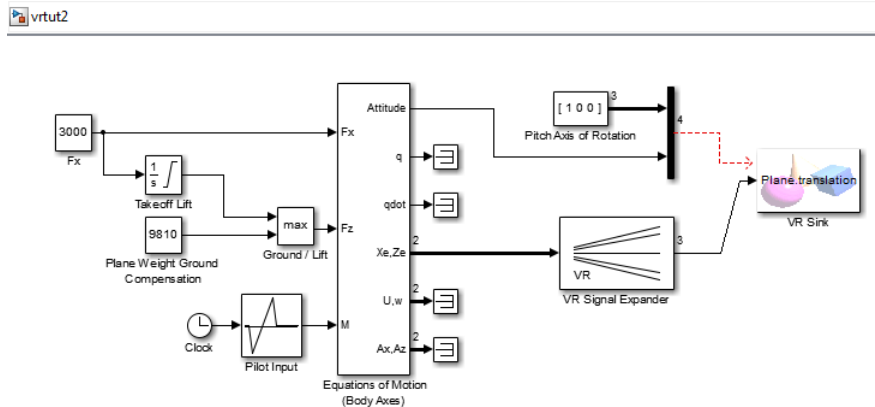 vrtut2
3000
Fx
1
s
Takeoff Lift
9810
Plane Weight Ground
Compensation
max
Ground / Lift
Clock
Pilot Input
Fx
Fz
M
Attitude
q
qdot
Xe,Ze
2
U,w
2
Ax,Az
2
Equations of Motion
(Body Axes)
[ 1 0 0 ]
3
Pitch Axis of Rotation
4
VR
VR Signal Expander
3
Plane.translation
VR Sink